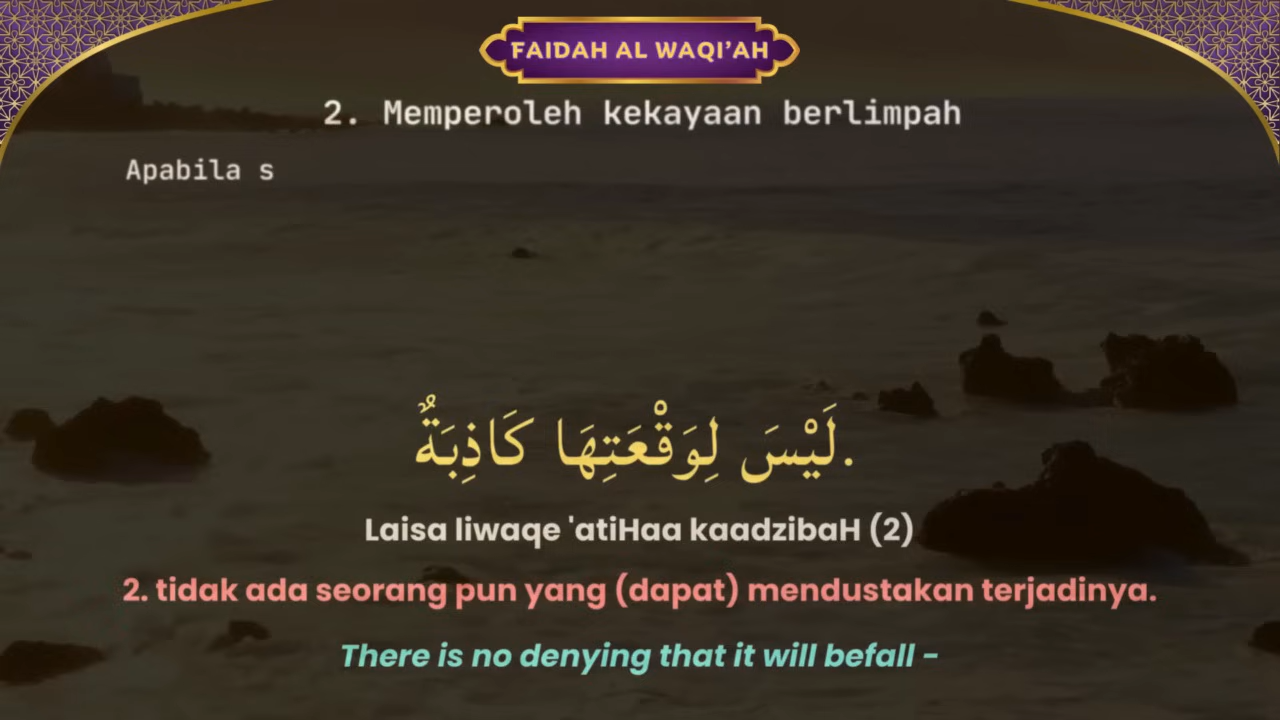 FAIDAH AL WAQI’AH
2. Memperoleh kekayaan berlimpah
Apabila s
لَيْسَ لِوَقْعَتِهَا كَاذِبَةٌ.
Laisa liwaqe 'atiHaa kaadzibaH (2)
2. tidak ada seorang pun yang (dapat) mendustakan terjadinya.
There is no denying that it will befall -